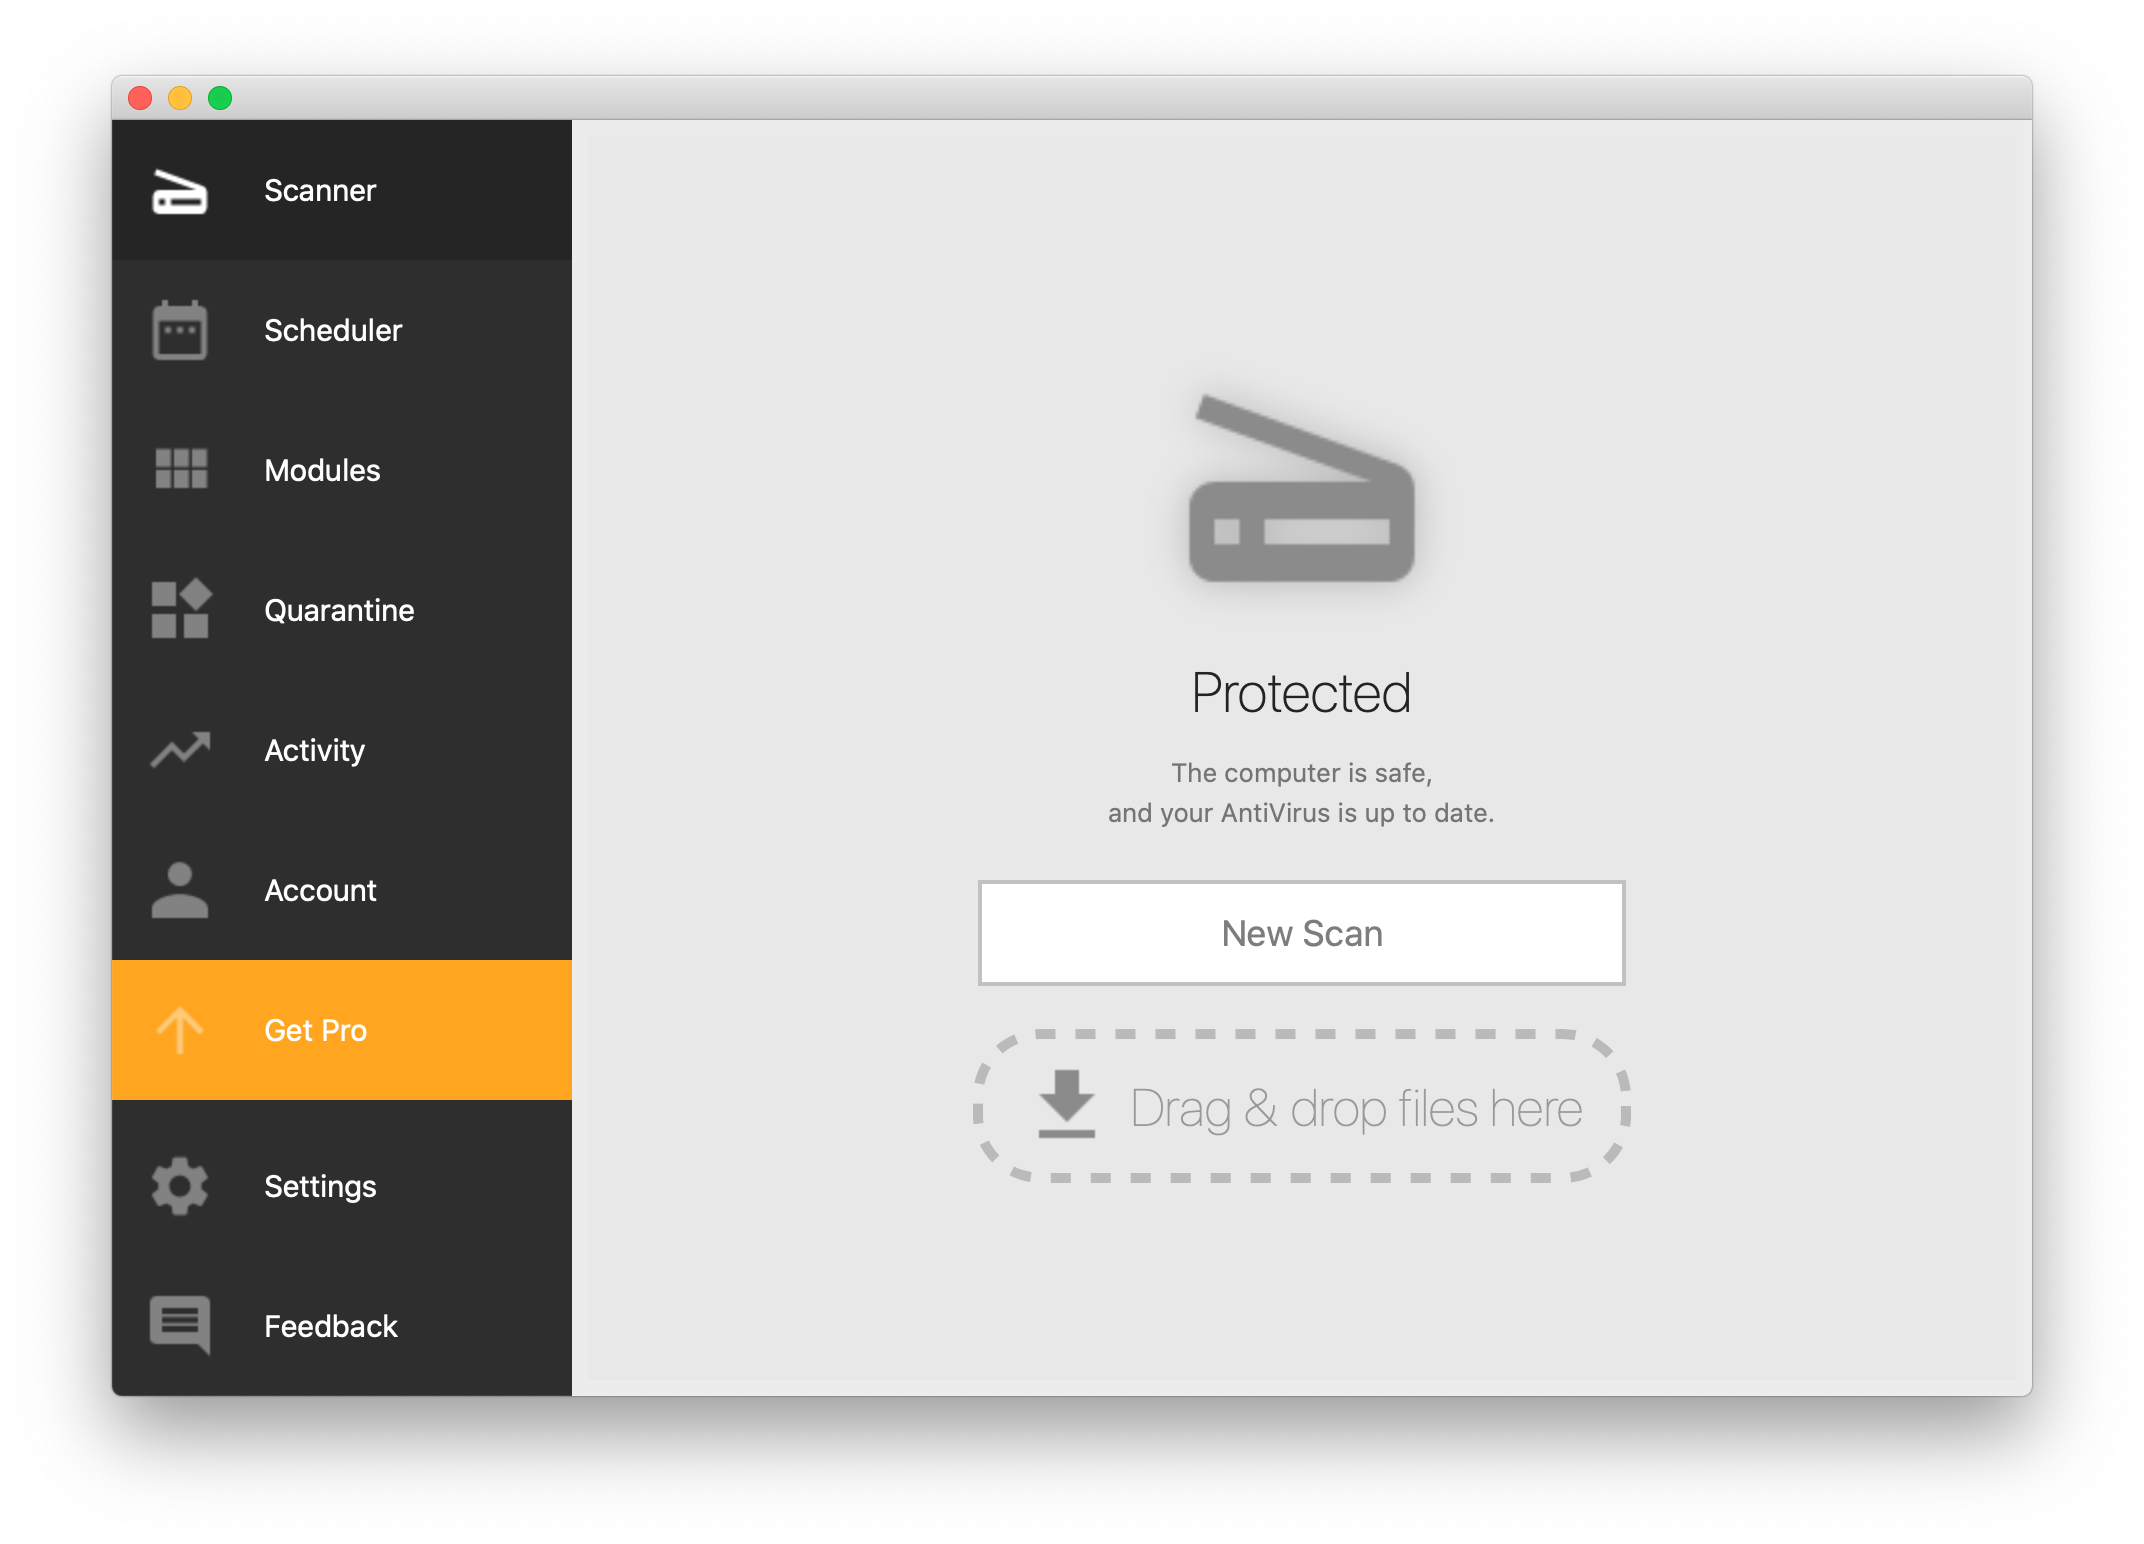 Scanner
Scheduler
Modules
Quarantine
Activity
Account
Get Pro
Settings
Feedback
Protected
The computer is safe,
and your AntiVirus is up to date.
New Scan
Drag & drop files here